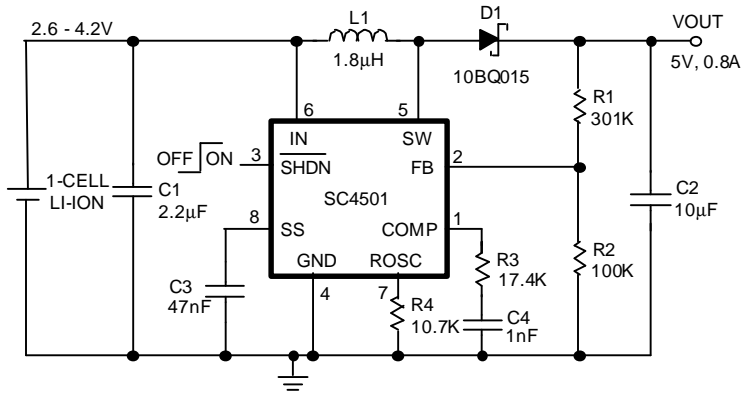 L1
D1
VOUT
2.6 - 4.2V
1.8µH
10BQ015
5V, 0.8A
6
5
R1
301K
IN
SW
OFF
ON
3
2
SHDN
FB
1-CELL
LI-ION
C1
2.2µF
SC4501
C2
10µF
8
1
SS
COMP
R2
100K
R3
17.4K
GND
ROSC
C3
47nF
4
7
R4
10.7K
C4
1nF